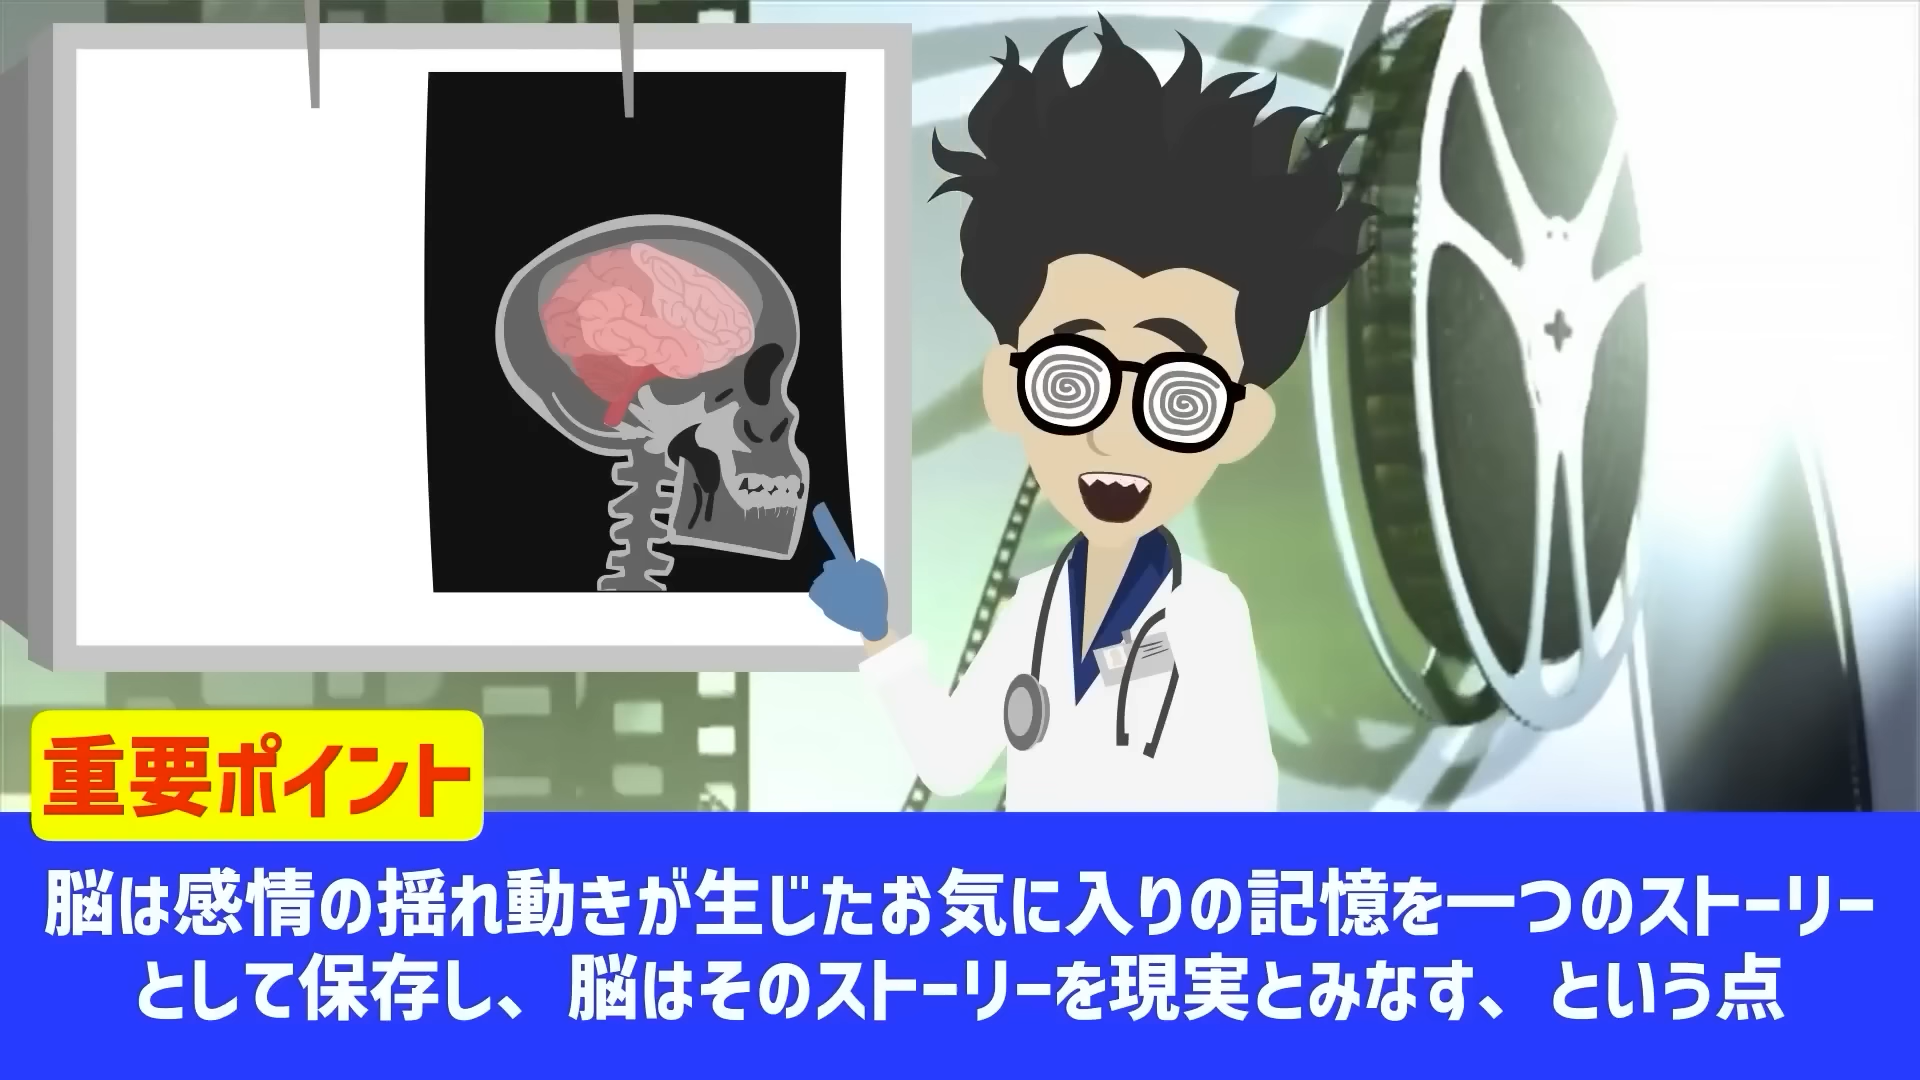 重要ポイント
脳は感情の揺れ動きが生じたお気に入りの記憶を一つのストーリー
として保存し、脳はそのストーリーを現実とみなす、という点